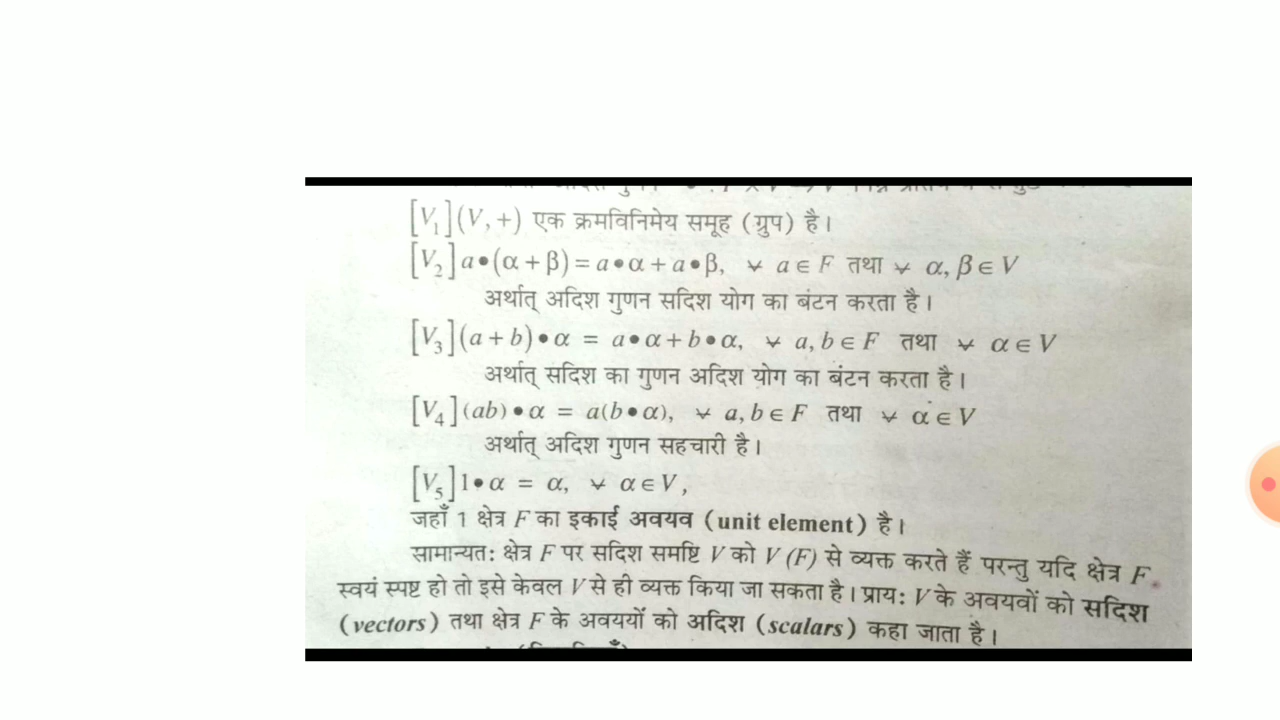 [V₁](V, +) एक क्रमविनिमेय समूह (ग्रुप) है।
[V₂] a•(α + β) = a•α + a•β, ∀ a ∈ F तथा ∀ α, β ∈ V
अर्थात् अदिश गुणन सदिश योग का बंटन करता है।
[V₃](a + b)•α = a•α + b•α, ∀ a, b ∈ F तथा ∀ α ∈ V
अर्थात् सदिश का गुणन अदिश योग का बंटन करता है।
[V₄](ab)•α = a(b•α), ∀ a, b ∈ F तथा ∀ α ∈ V
अर्थात् अदिश गुणन सहचारी है।
[V₅]1•α = α, ∀ α ∈ V,
जहाँ 1 क्षेत्र F का इकाई अवयव (unit element) है।
सामान्यत: क्षेत्र F पर सदिश समष्टि V को V (F) से व्यक्त करते हैं परन्तु यदि क्षेत्र F
स्वयं स्पष्ट हो तो इसे केवल V से ही व्यक्त किया जा सकता है। प्राय: V के अवयवों को सदिश
(vectors) तथा क्षेत्र F के अवययों को अदिश (scalars) कहा जाता है।